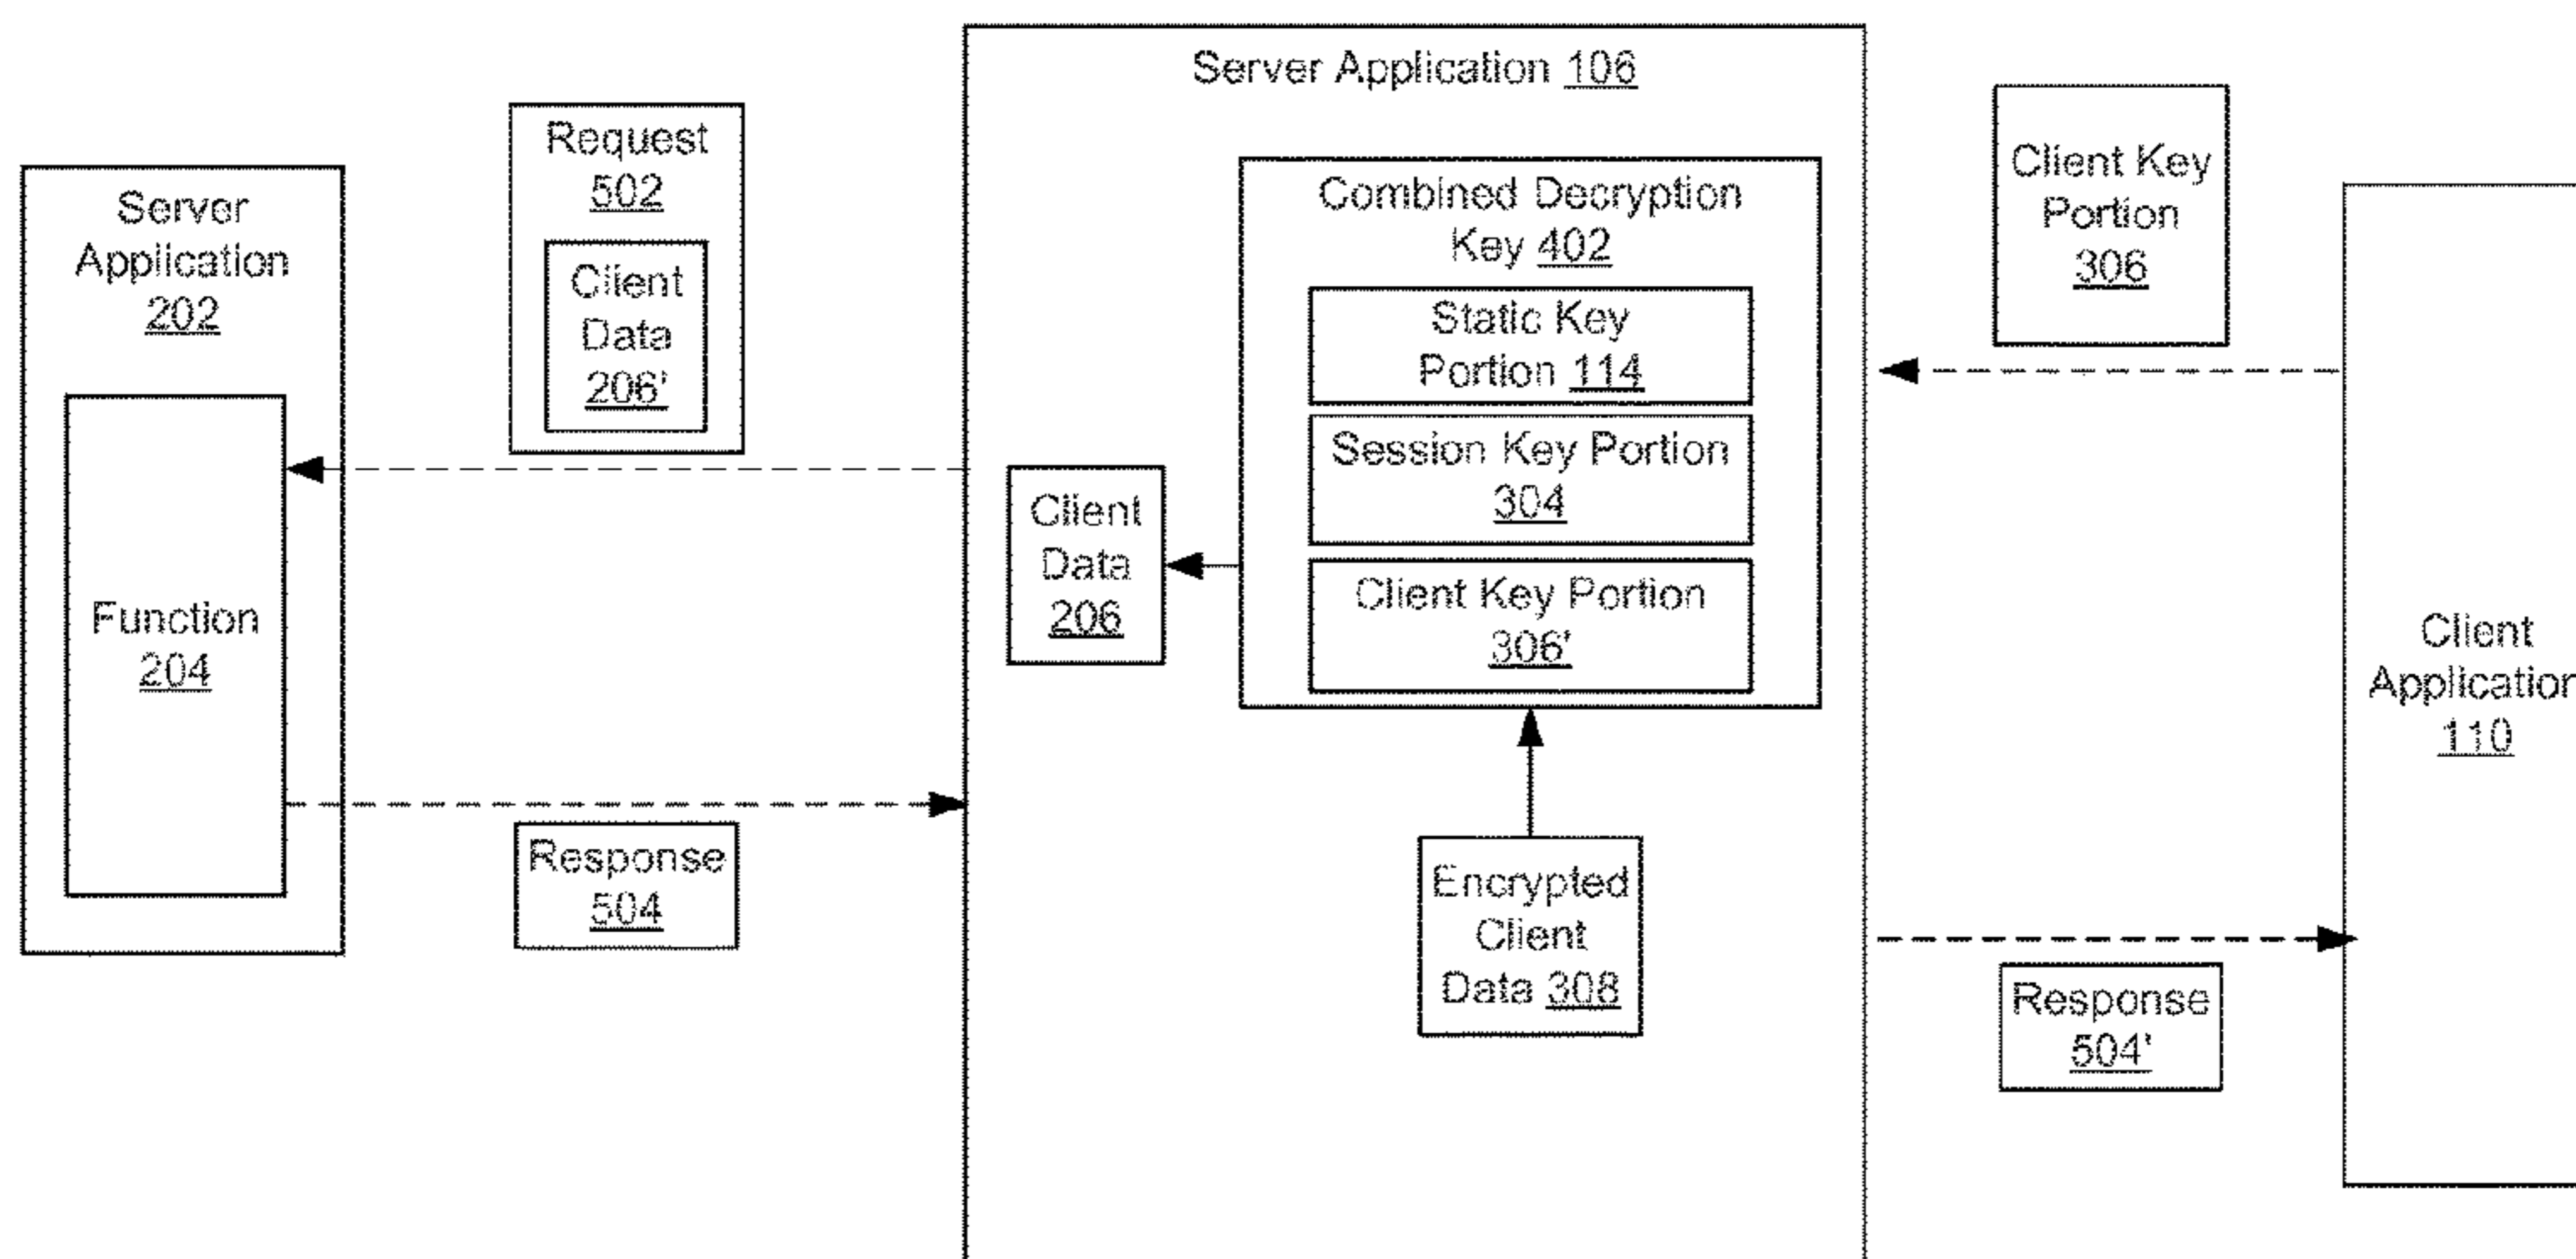 Server Application 106
Server
Application
202
Function
204
Request
502
Client
Data
206'
Response
504
Client
Data
206
Combined Decryption
Key 402
Static Key
Portion 114
Session Key Portion
304
Client Key Portion
306'
Encrypted
Client
Data 308
Client Key
Portion
306
Response
504'
Client
Application
110